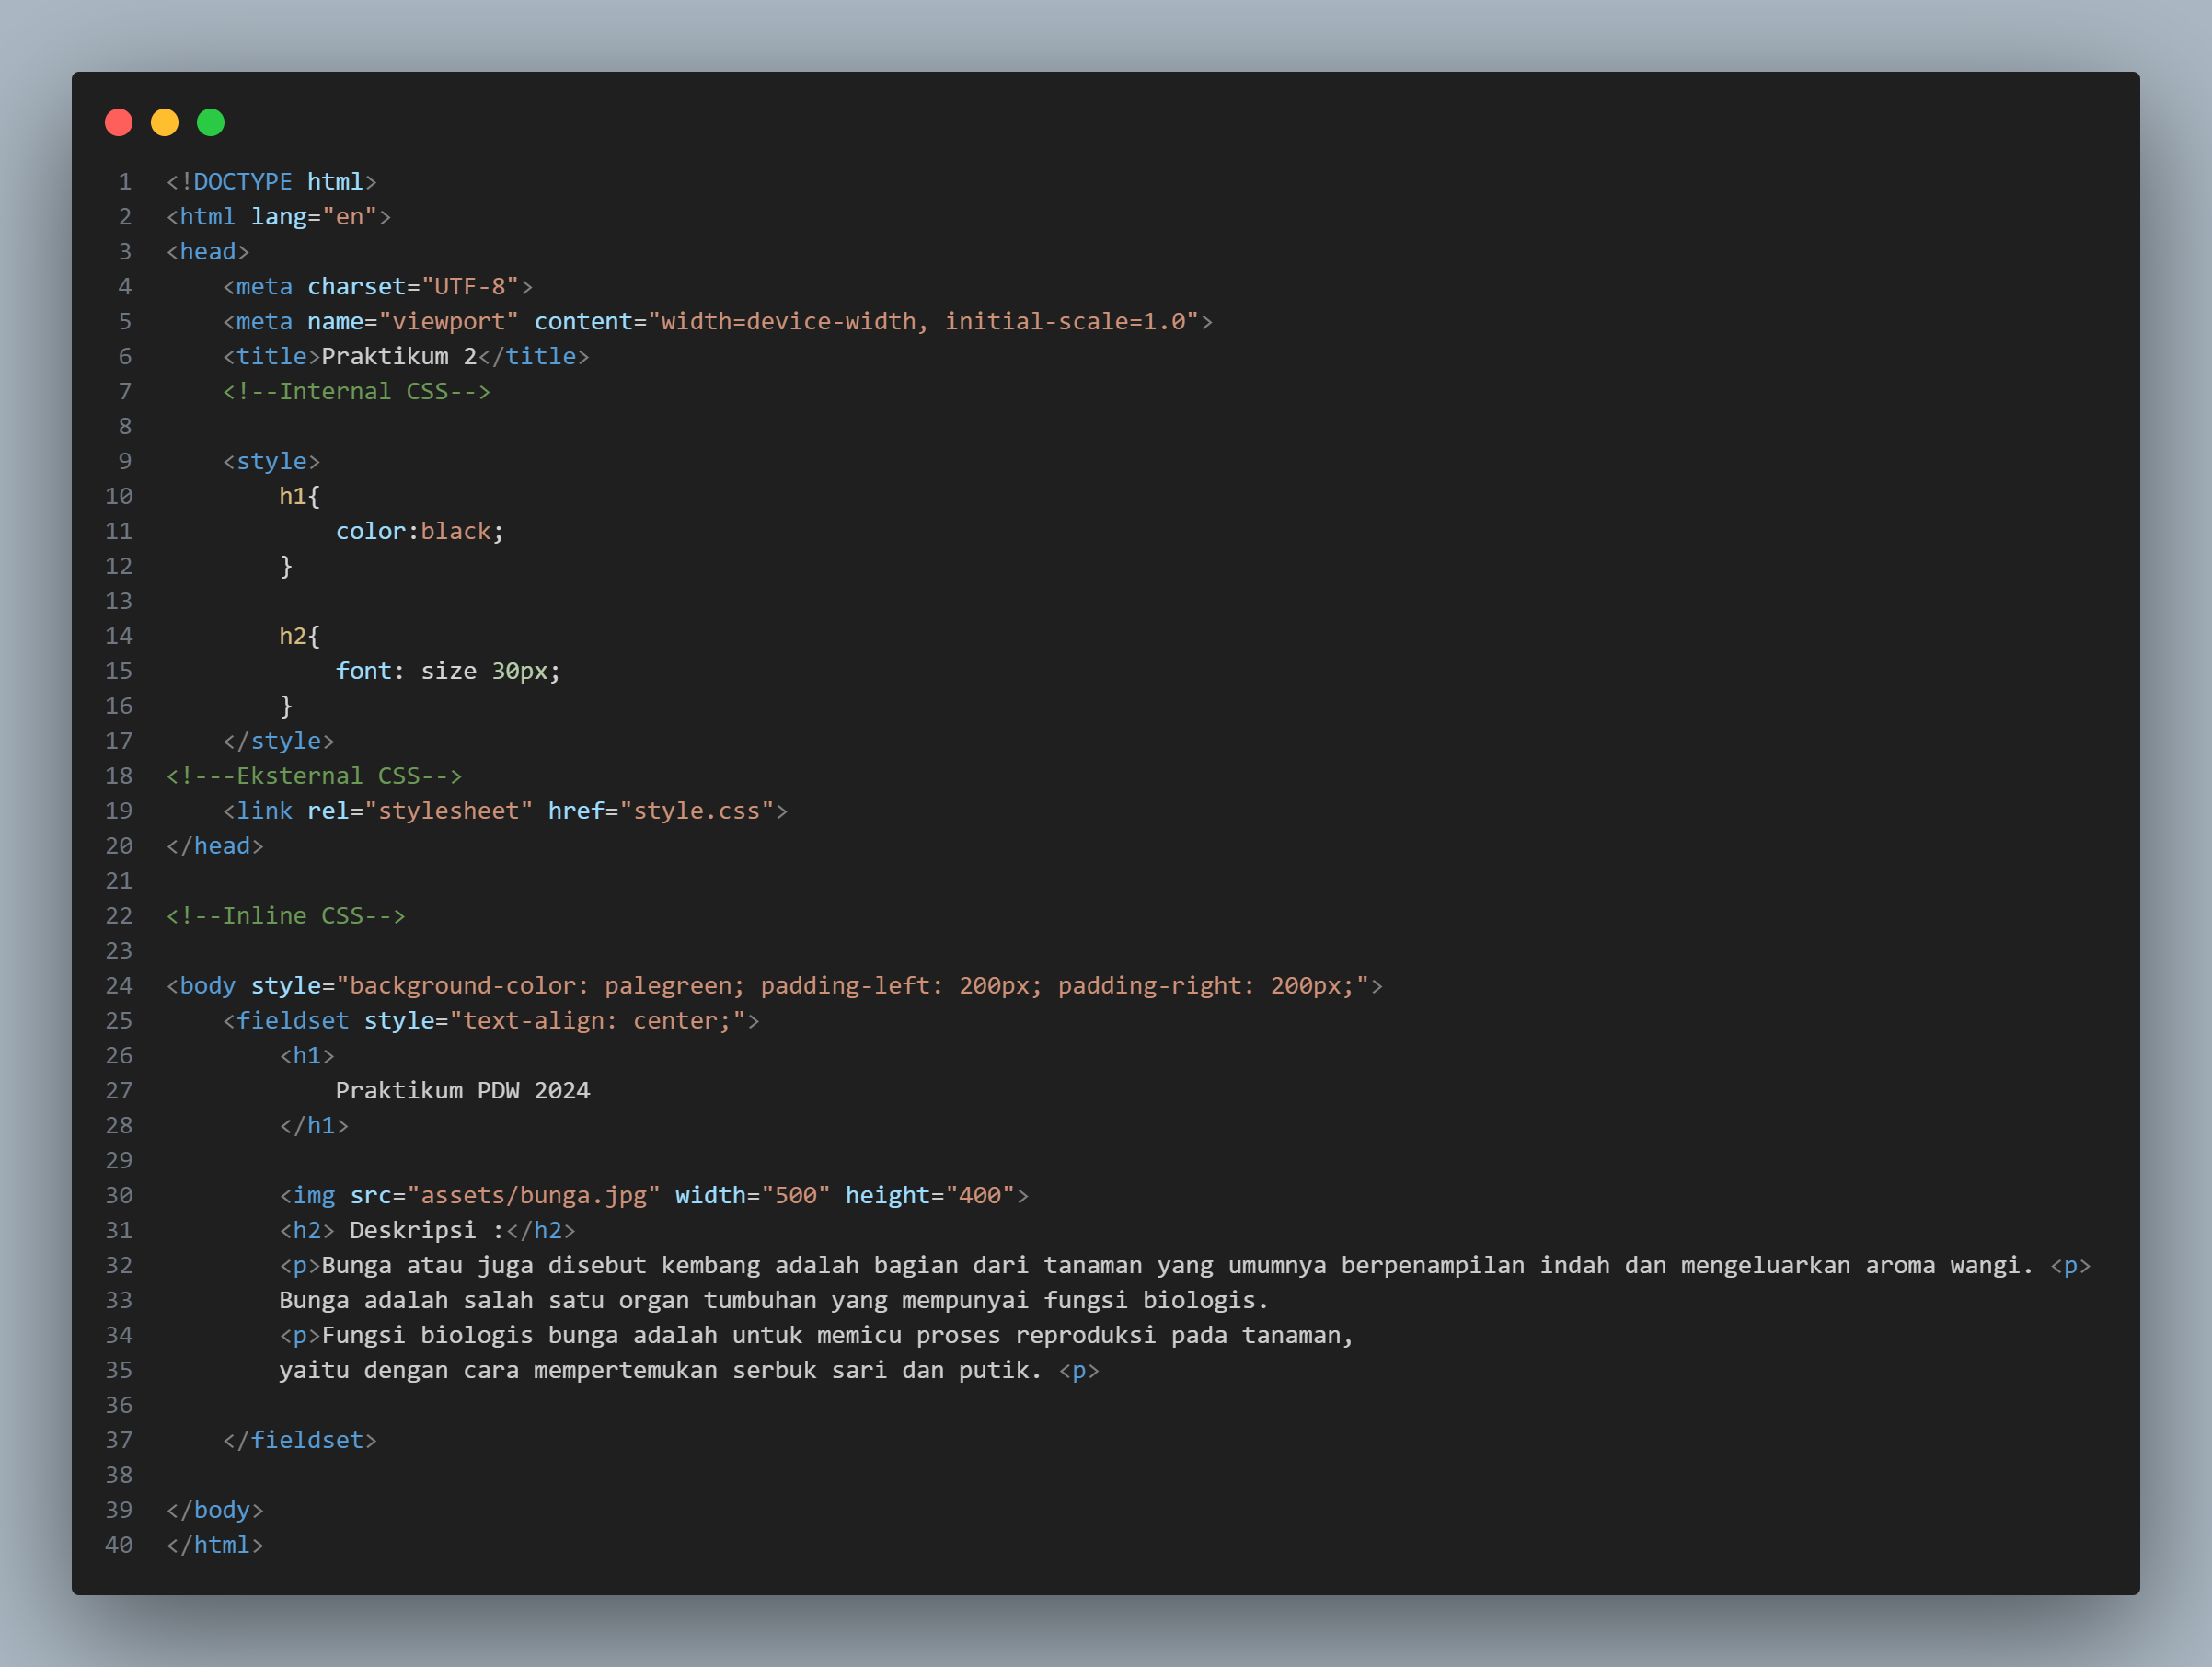 1 <!DOCTYPE html>
2 <html lang="en">
3 <head>
4     <meta charset="UTF-8">
5     <meta name="viewport" content="width=device-width, initial-scale=1.0">
6     <title>Praktikum 2</title>
7     <!--Internal CSS-->
8
9     <style>
10         h1{
11             color:black;
12         }
13
14         h2{
15             font: size 30px;
16         }
17     </style>
18 <!---Eksternal CSS-->
19     <link rel="stylesheet" href="style.css">
20 </head>
21
22 <!--Inline CSS-->
23
24 <body style="background-color: palegreen; padding-left: 200px; padding-right: 200px;">
25     <fieldset style="text-align: center;">
26         <h1>
27             Praktikum PDW 2024
28         </h1>
29
30         <img src="assets/bunga.jpg" width="500" height="400">
31         <h2> Deskripsi :</h2>
32         <p>Bunga atau juga disebut kembang adalah bagian dari tanaman yang umumnya berpenampilan indah dan mengeluarkan aroma wangi. <p>
33         Bunga adalah salah satu organ tumbuhan yang mempunyai fungsi biologis.
34         <p>Fungsi biologis bunga adalah untuk memicu proses reproduksi pada tanaman,
35         yaitu dengan cara mempertemukan serbuk sari dan putik. <p>
36
37     </fieldset>
38
39 </body>
40 </html>